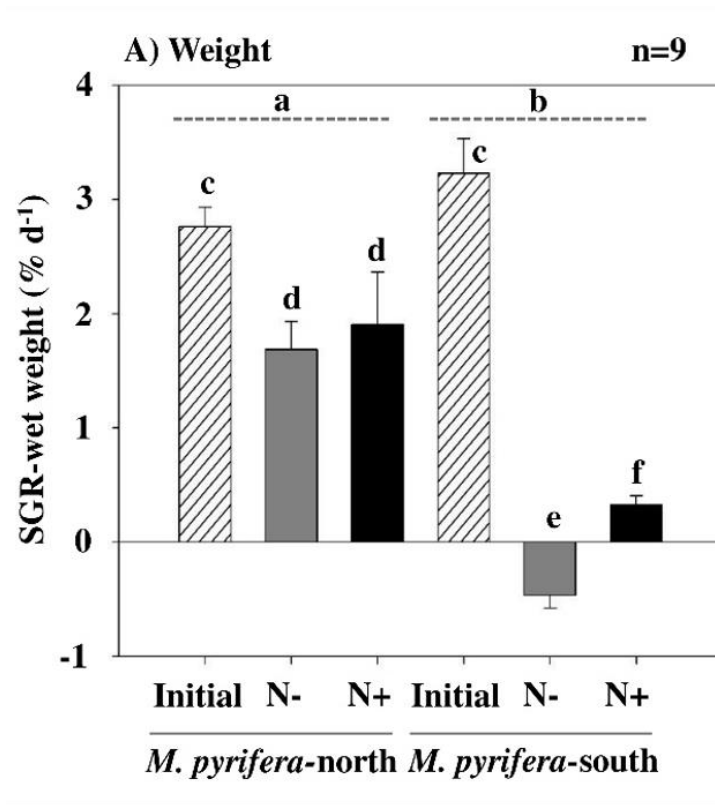 A) Weight n=9
4
a b
c
3
c
d
d
2
SGR-wet weight (% d-1)
1
f
e
0
-1
Initial N- N+ Initial N- N+
M. pyrifera-north M. pyrifera-south